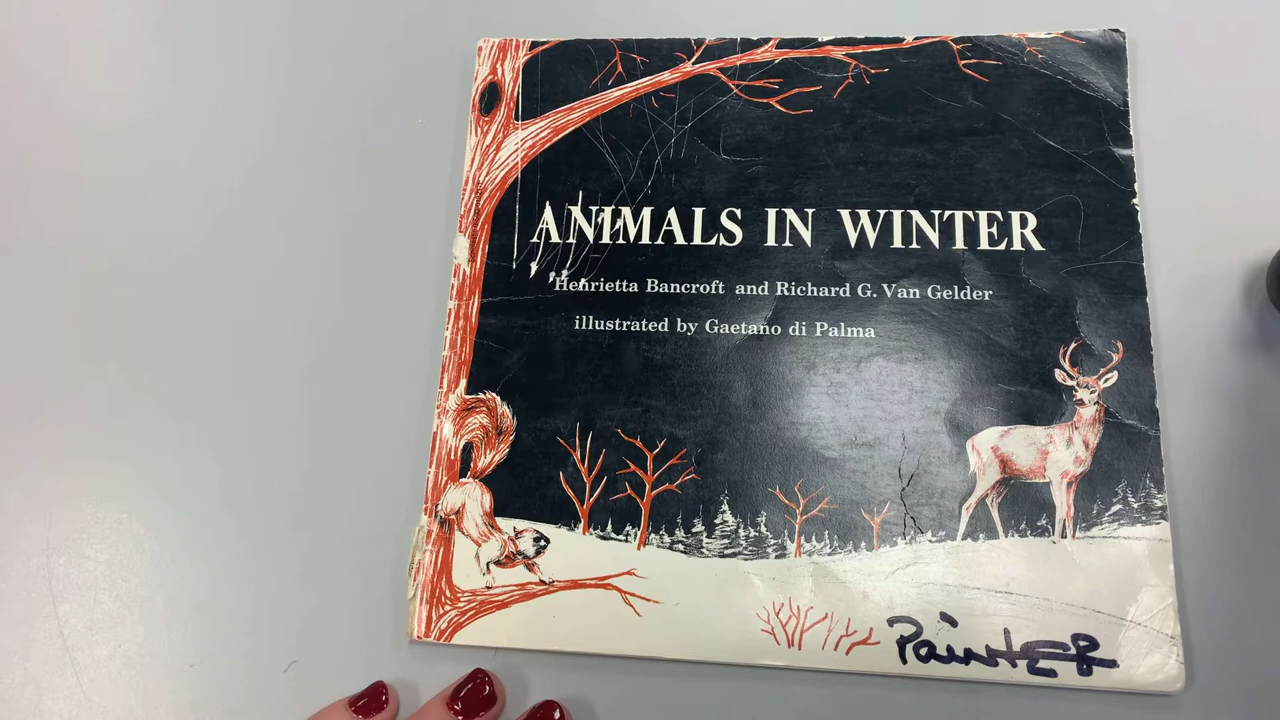 ANIMALS IN WINTER
Henrietta Bancroft and Richard G. Van Gelder
illustrated by Gaetano di Palma
Painter